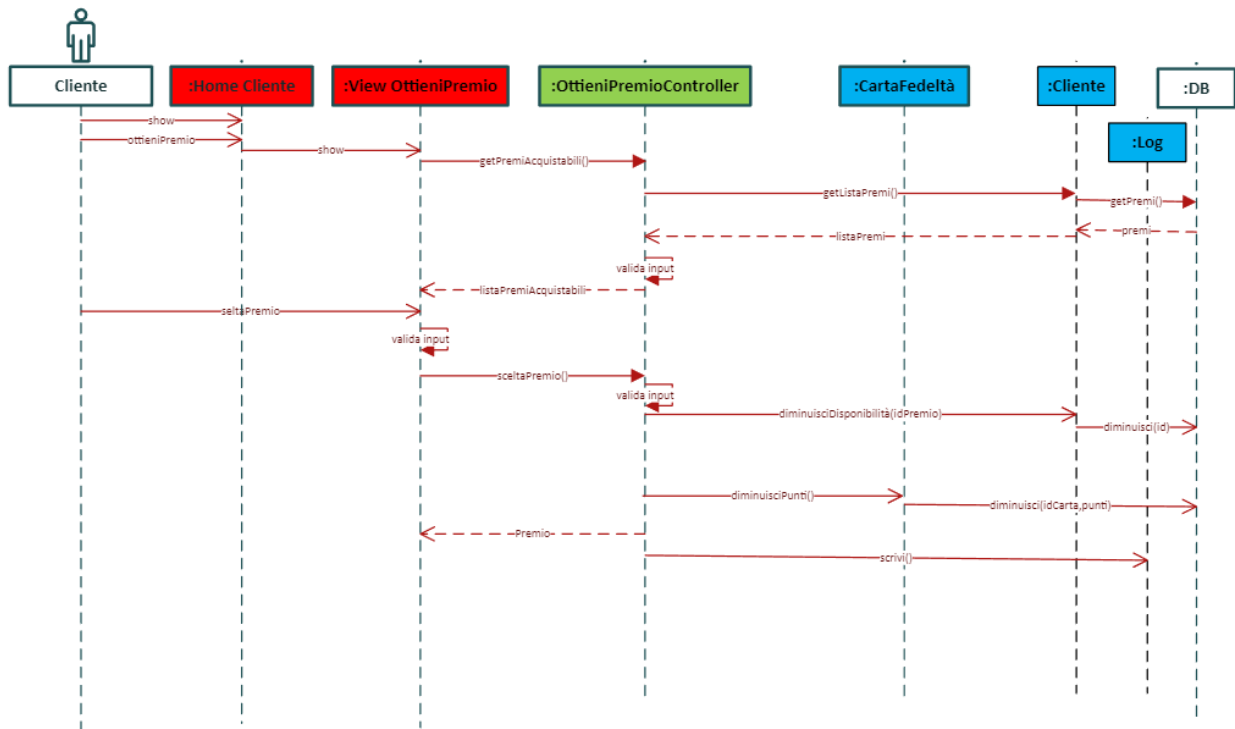 Cliente
:Home Cliente
:View OttieniPremio
:OttieniPremioController
:CartaFedeltà
:Cliente
:DB
:Log
show
ottieniPremio
show
getPremiAcquistabili()
getListaPremi()
getPremi()
premi
listaPremi
valida input
listaPremiAcquistabili
seltaPremio
valida input
sceltaPremio()
valida input
diminuisciDisponibilità(idPremio)
diminuisci(id)
diminuisciPunti()
diminuisci(idCarta,punti)
Premio
scrivi()